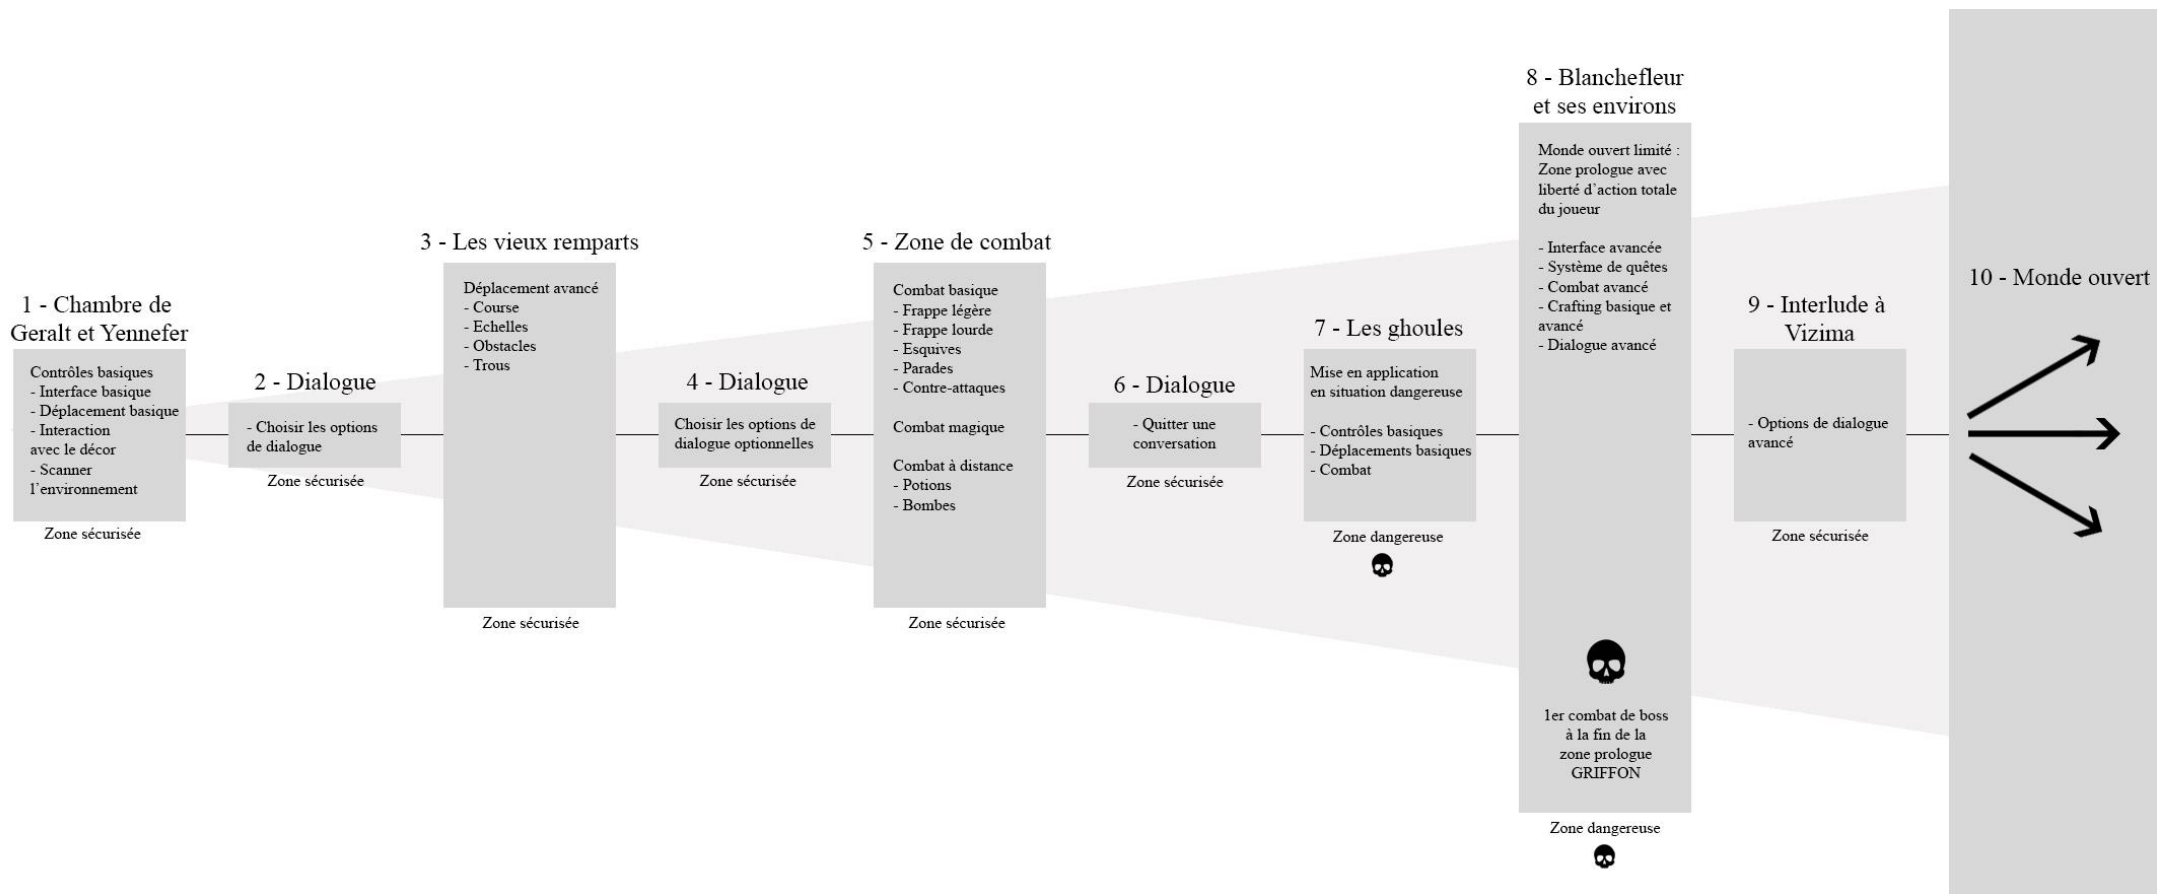 1 - Chambre de
Geralt et Yennefer
Contrôles basiques
- Interface basique
- Déplacement basique
- Interaction
avec le décor
- Scanner
l’environnement
Zone sécurisée
2 - Dialogue
- Choisir les options
de dialogue
Zone sécurisée
3 - Les vieux remparts
Déplacement avancé
- Course
- Echelles
- Obstacles
- Trous
Zone sécurisée
4 - Dialogue
Choisir les options de
dialogue optionnelles
Zone sécurisée
5 - Zone de combat
Combat basique
- Frappe légère
- Frappe lourde
- Esquives
- Parades
- Contre-attaques
Combat magique
Combat à distance
- Potions
- Bombes
Zone sécurisée
6 - Dialogue
- Quitter une
conversation
Zone sécurisée
7 - Les ghoules
Mise en application
en situation dangereuse
- Contrôles basiques
- Déplacements basiques
- Combat
Zone dangereuse
8 - Blanchefleur
et ses environs
Monde ouvert limité :
Zone prologue avec
liberté d’action totale
du joueur
- Interface avancée
- Système de quêtes
- Combat avancé
- Crafting basique et
avancé
- Dialogue avancé
1er combat de boss
à la fin de la
zone prologue
GRIFFON
Zone dangereuse
9 - Interlude à
Vizima
- Options de dialogue
avancé
Zone sécurisée
10 - Monde ouvert